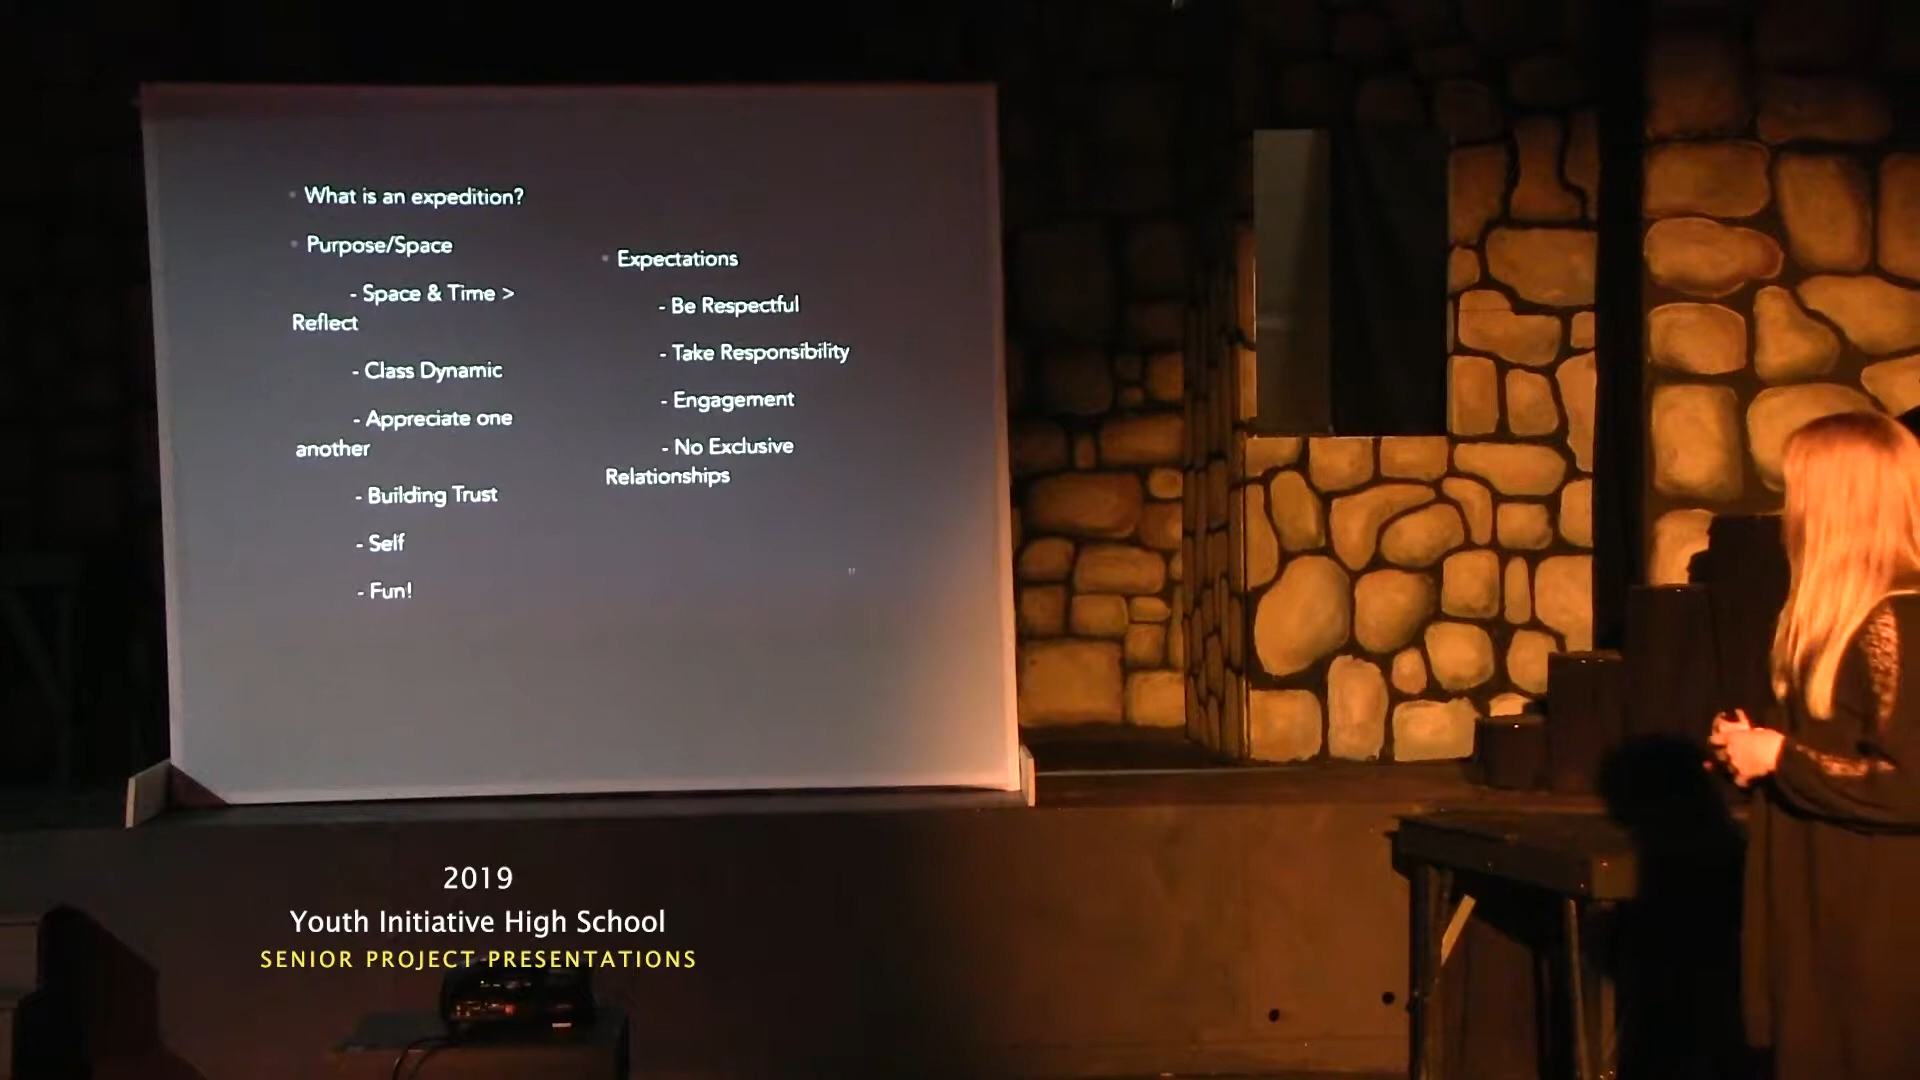 • What is an expedition?
• Purpose/Space
- Space & Time >
Reflect
- Class Dynamic
- Appreciate one
another
- Building Trust
- Self
- Fun!
• Expectations
- Be Respectful
- Take Responsibility
- Engagement
- No Exclusive
Relationships
2019
Youth Initiative High School
SENIOR PROJECT PRESENTATIONS